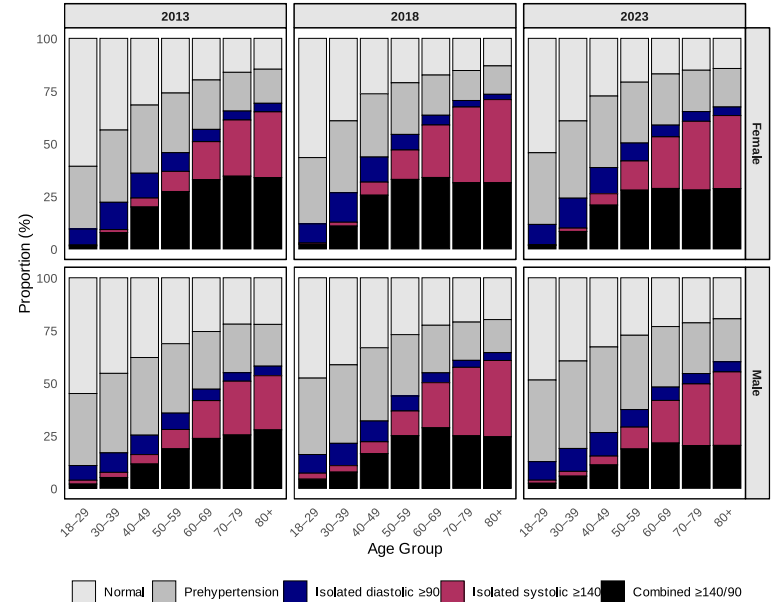 2013 2018 2023
100
75
50
25
0
Female
100
75
50
25
0
Male
Proportion (%)
18–29 30–39 40–49 50–59 60–69 70–79 80+ 18–29 30–39 40–49 50–59 60–69 70–79 80+ 18–29 30–39 40–49 50–59 60–69 70–79 80+
Age Group
Normal Prehypertension Isolated diastolic ≥90 Isolated systolic ≥140 Combined ≥140/90